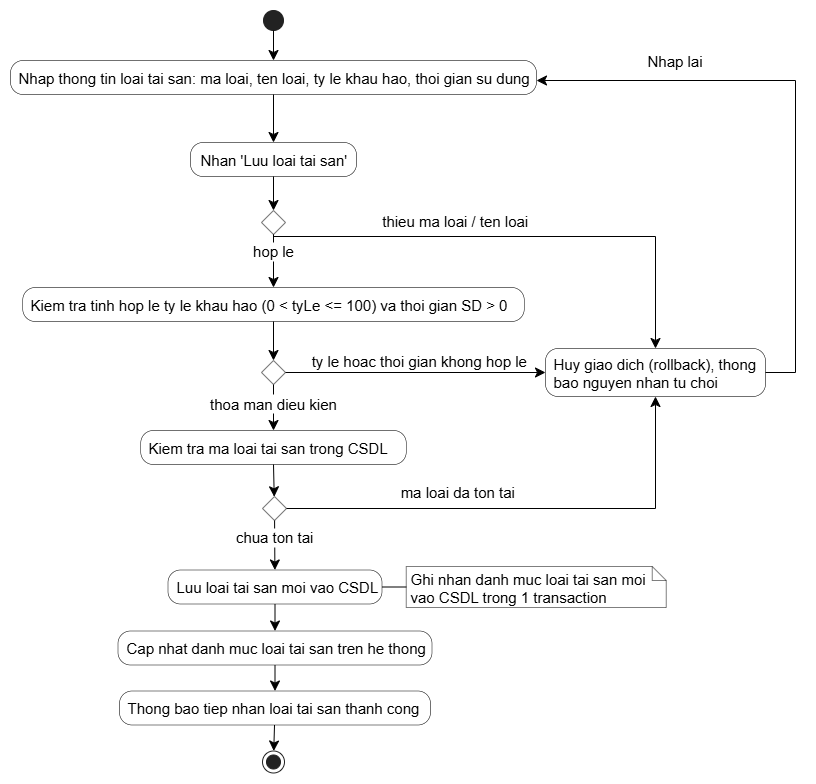 Nhap lai
Nhap thong tin loai tai san: ma loai, ten loai, ty le khau hao, thoi gian su dung
Nhan 'Luu loai tai san'
thieu ma loai / ten loai
hop le
Kiem tra tinh hop le ty le khau hao (0 < tyLe <= 100) va thoi gian SD > 0
ty le hoac thoi gian khong hop le
Huy giao dich (rollback), thong
bao nguyen nhan tu choi
thoa man dieu kien
Kiem tra ma loai tai san trong CSDL
ma loai da ton tai
chua ton tai
Luu loai tai san moi vao CSDL
Ghi nhan danh muc loai tai san moi
vao CSDL trong 1 transaction
Cap nhat danh muc loai tai san tren he thong
Thong bao tiep nhan loai tai san thanh cong